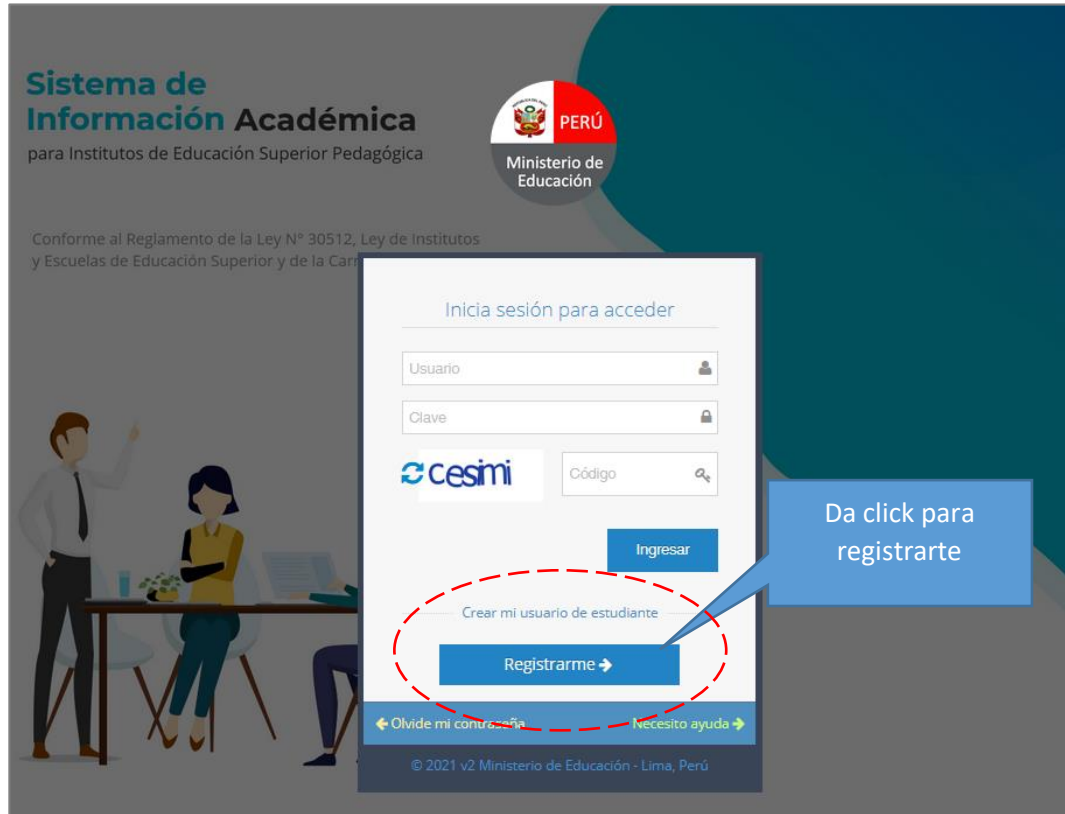 Sistema de
Información Académica
para Institutos de Educación Superior Pedagógica
PERÚ
Ministerio de
Educación
Conforme al Reglamento de la Ley N° 30512, Ley de Institutos
y Escuelas de Educación Superior y de la
Inicia sesión para acceder
Usuario
Clave
cesimi
Código
Ingresar
Da click para
registrarte
Crear mi usuario de estudiante
Registrarme
Olvide mi contraseña
Necesito ayuda
© 2021 v2 Ministerio de Educación - Lima, Perú